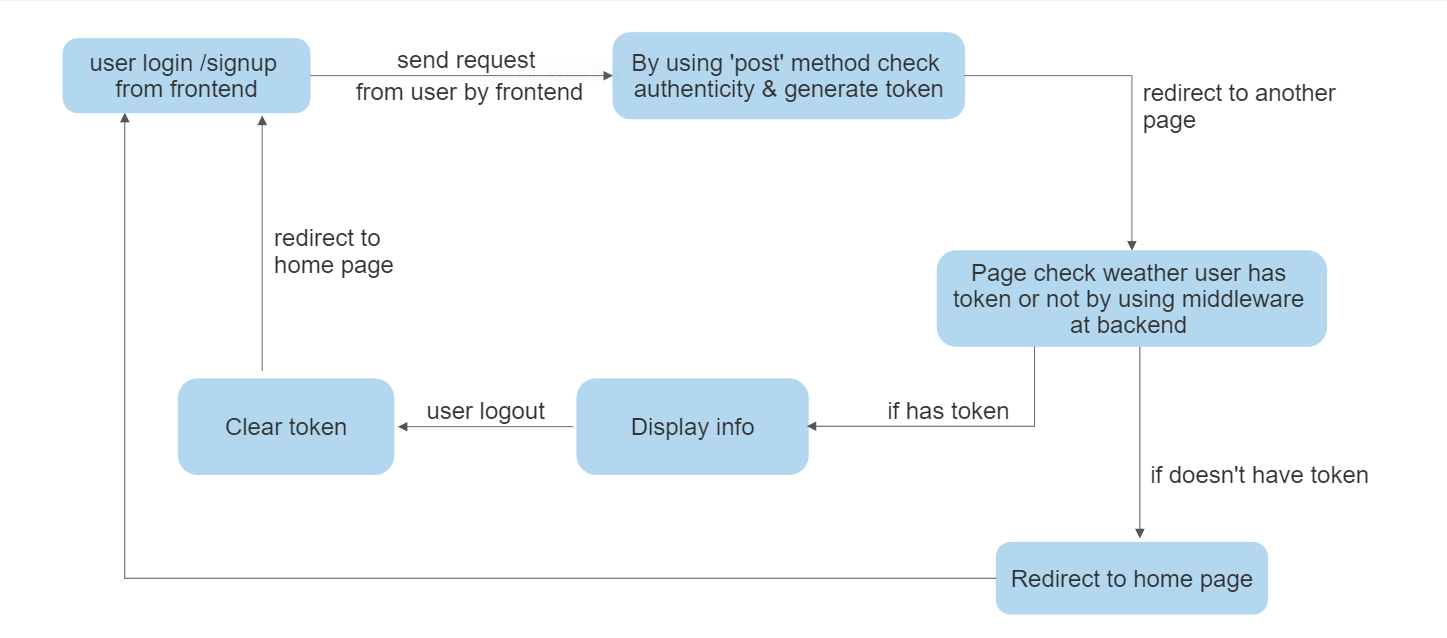 user login /signup
from frontend
send request
from user by frontend
By using 'post' method check
authenticity & generate token
redirect to another
page
redirect to
home page
Page check weather user has
token or not by using middleware
at backend
Clear token
user logout
Display info
if has token
if doesn't have token
Redirect to home page